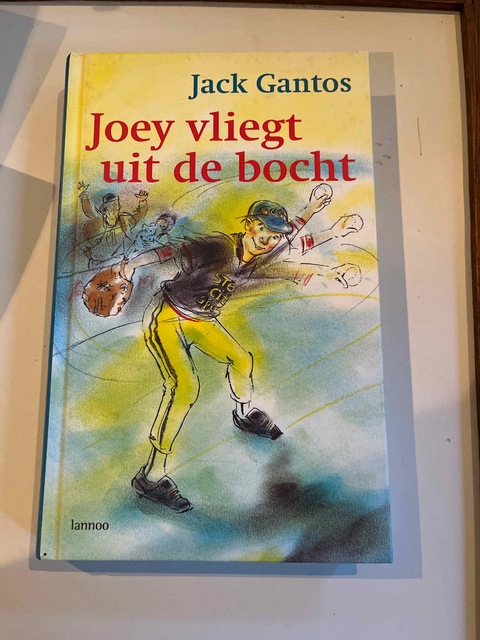 Jack Gantos
Joey vliegt
uit de bocht
lannoo